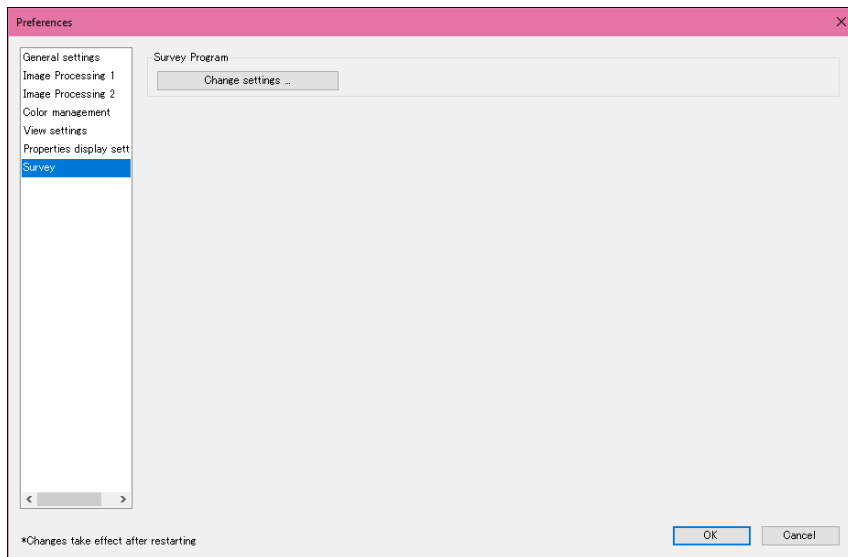 Preferences
General settings
Image Processing 1
Image Processing 2
Color management
View settings
Properties display sett
Survey
Survey Program
Change settings ...
*Changes take effect after restarting
OK
Cancel